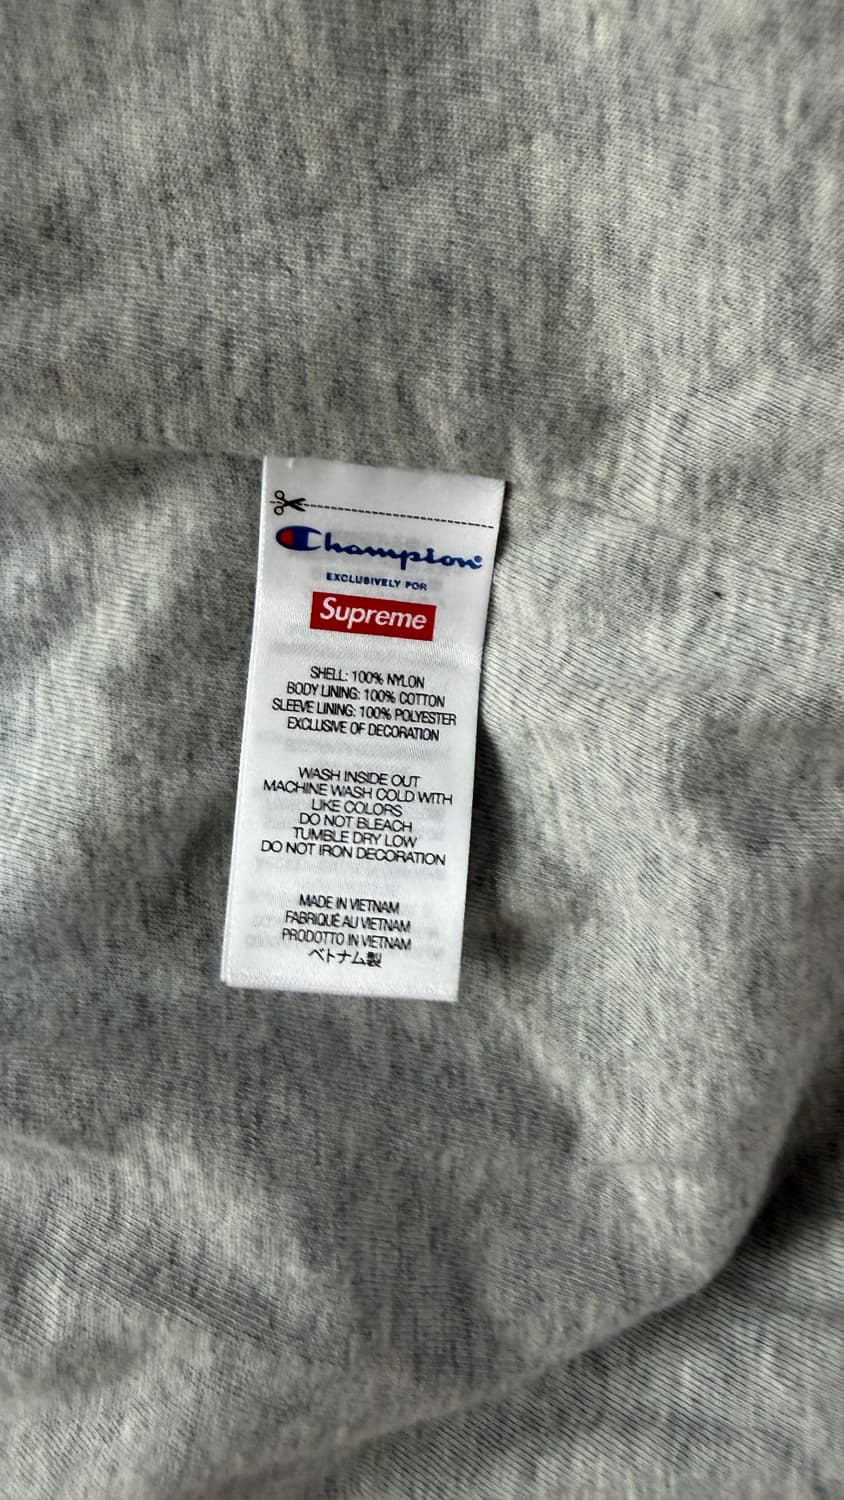 Champion
EXCLUSIVELY FOR
Supreme
SHELL: 100% NYLON
BODY LINING: 100% COTTON
SLEEVE LINING: 100% POLYESTER
EXCLUSIVE OF DECORATION
WASH INSIDE OUT
MACHINE WASH COLD WITH
LIKE COLORS
DO NOT BLEACH
TUMBLE DRY LOW
DO NOT IRON DECORATION
MADE IN VIETNAM
FABRIQUÉ AU VIETNAM
PRODOTTO IN VIETNAM
ベトナム製